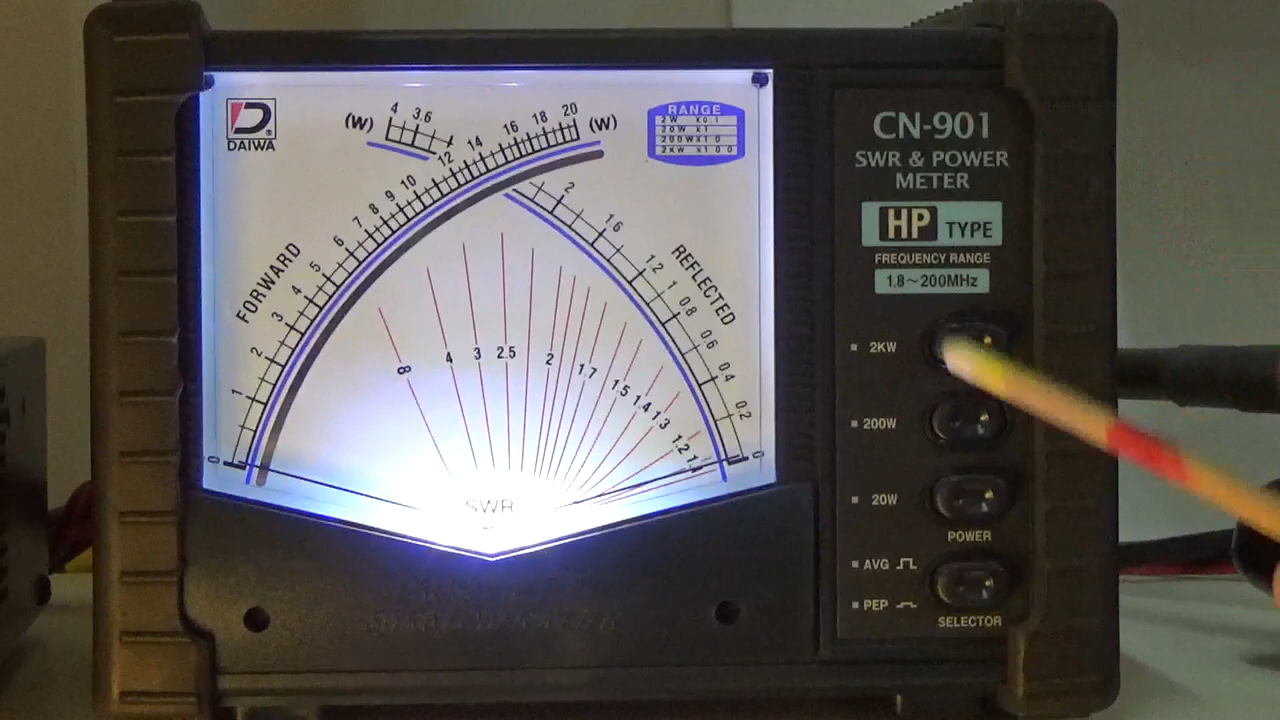 DAIWA
(W)
4 3.6
(W)
FORWARD
0 1 2 3 4 5 6 7 8 9 10 12 14 16 18 20
REFLECTED
2 1.6 1.2 1 0.8 0.6 0.4 0.2 0
RANGE
2W X0.1
20W X1
200W X10
2KW X100
∞ 4 3 2.5 2 1.7 1.5 1.4 1.3 1.2 1.1
SWR
CN-901
SWR & POWER
METER
HP TYPE
FREQUENCY RANGE
1.8~200MHz
2KW
200W
20W
POWER
AVG
PEP
SELECTOR